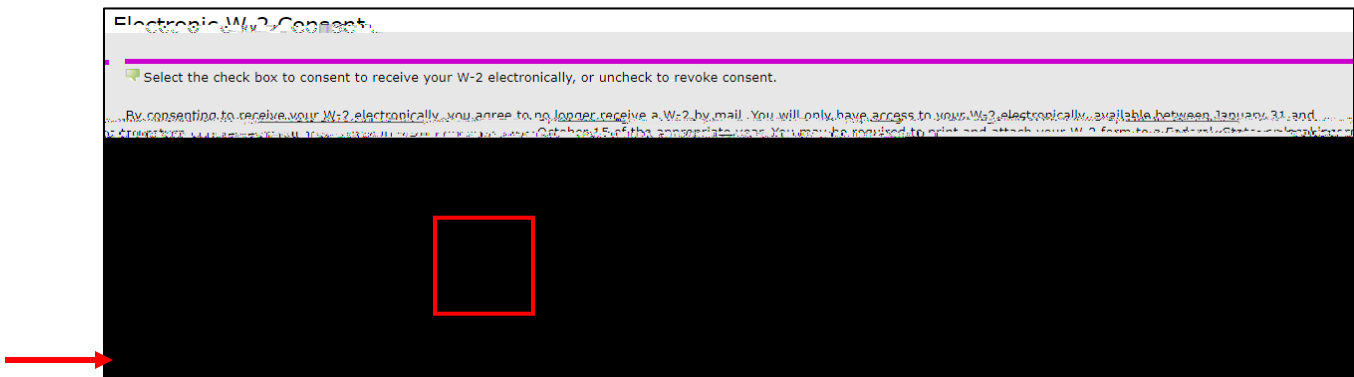 Electronic W-2 Consent
Select the check box to consent to receive your W-2 electronically, or uncheck to revoke consent.
By consenting to receive your W-2 electronically, you agree to no longer receive a W-2 by mail. You will only have access to your W-2 electronically, available between January 31 and
October 15 of the appropriate year. You may be required to print and attach your W-2 form to a Federal, State